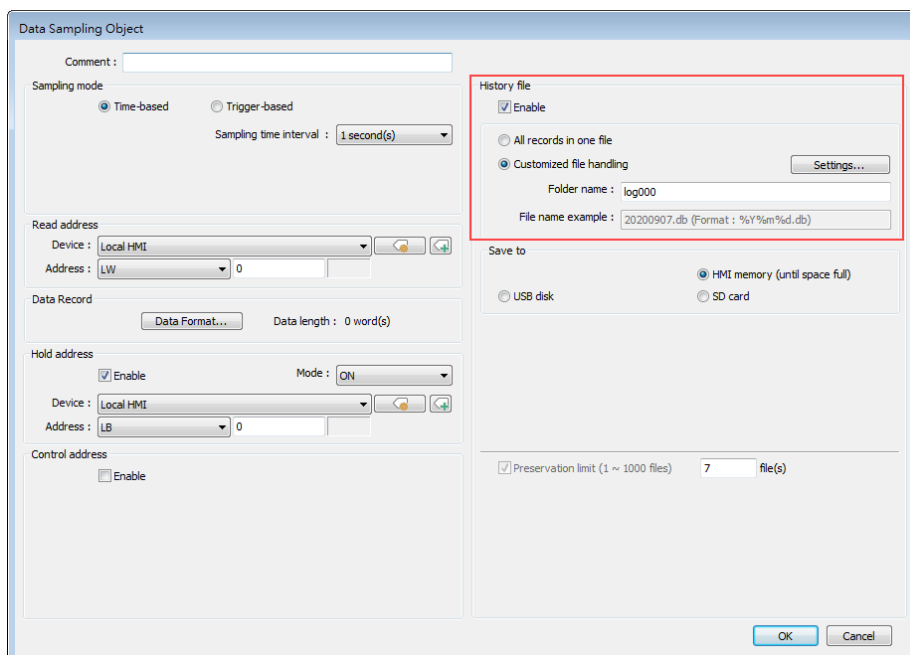 Data Sampling Object
Comment :
Sampling mode
Time-based Trigger-based
Sampling time interval : 1 second(s)
Read address
Device : Local HMI
Address : LW 0
Data Record
Data Format... Data length : 0 word(s)
Hold address
Enable Mode : ON
Device : Local HMI
Address : LB 0
Control address
Enable
History file
Enable
All records in one file
Customized file handling Settings...
Folder name : log000
File name example : 20200907.db (Format : %Y%m%d.db)
Save to
HMI memory (until space full)
USB disk SD card
Preservation limit (1 ~ 1000 files) 7 file(s)
OK Cancel